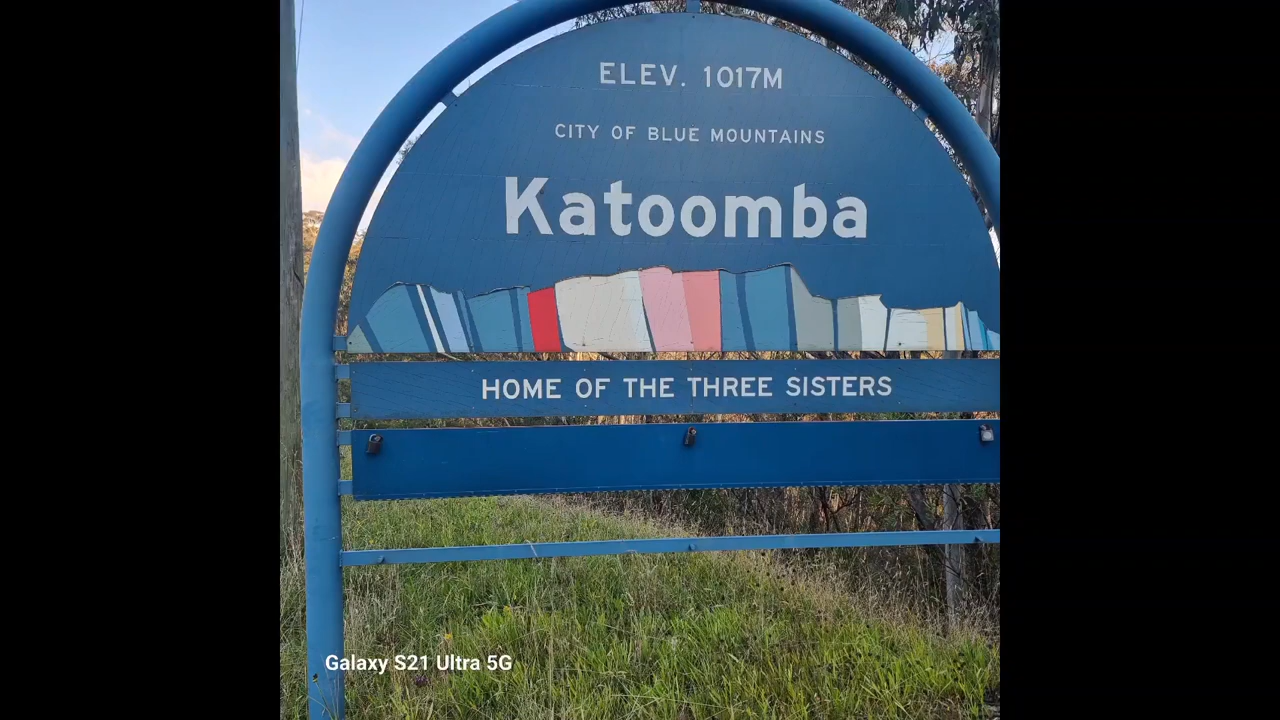 ELEV. 1017M
CITY OF BLUE MOUNTAINS
Katoomba
HOME OF THE THREE SISTERS
Galaxy S21 Ultra 5G